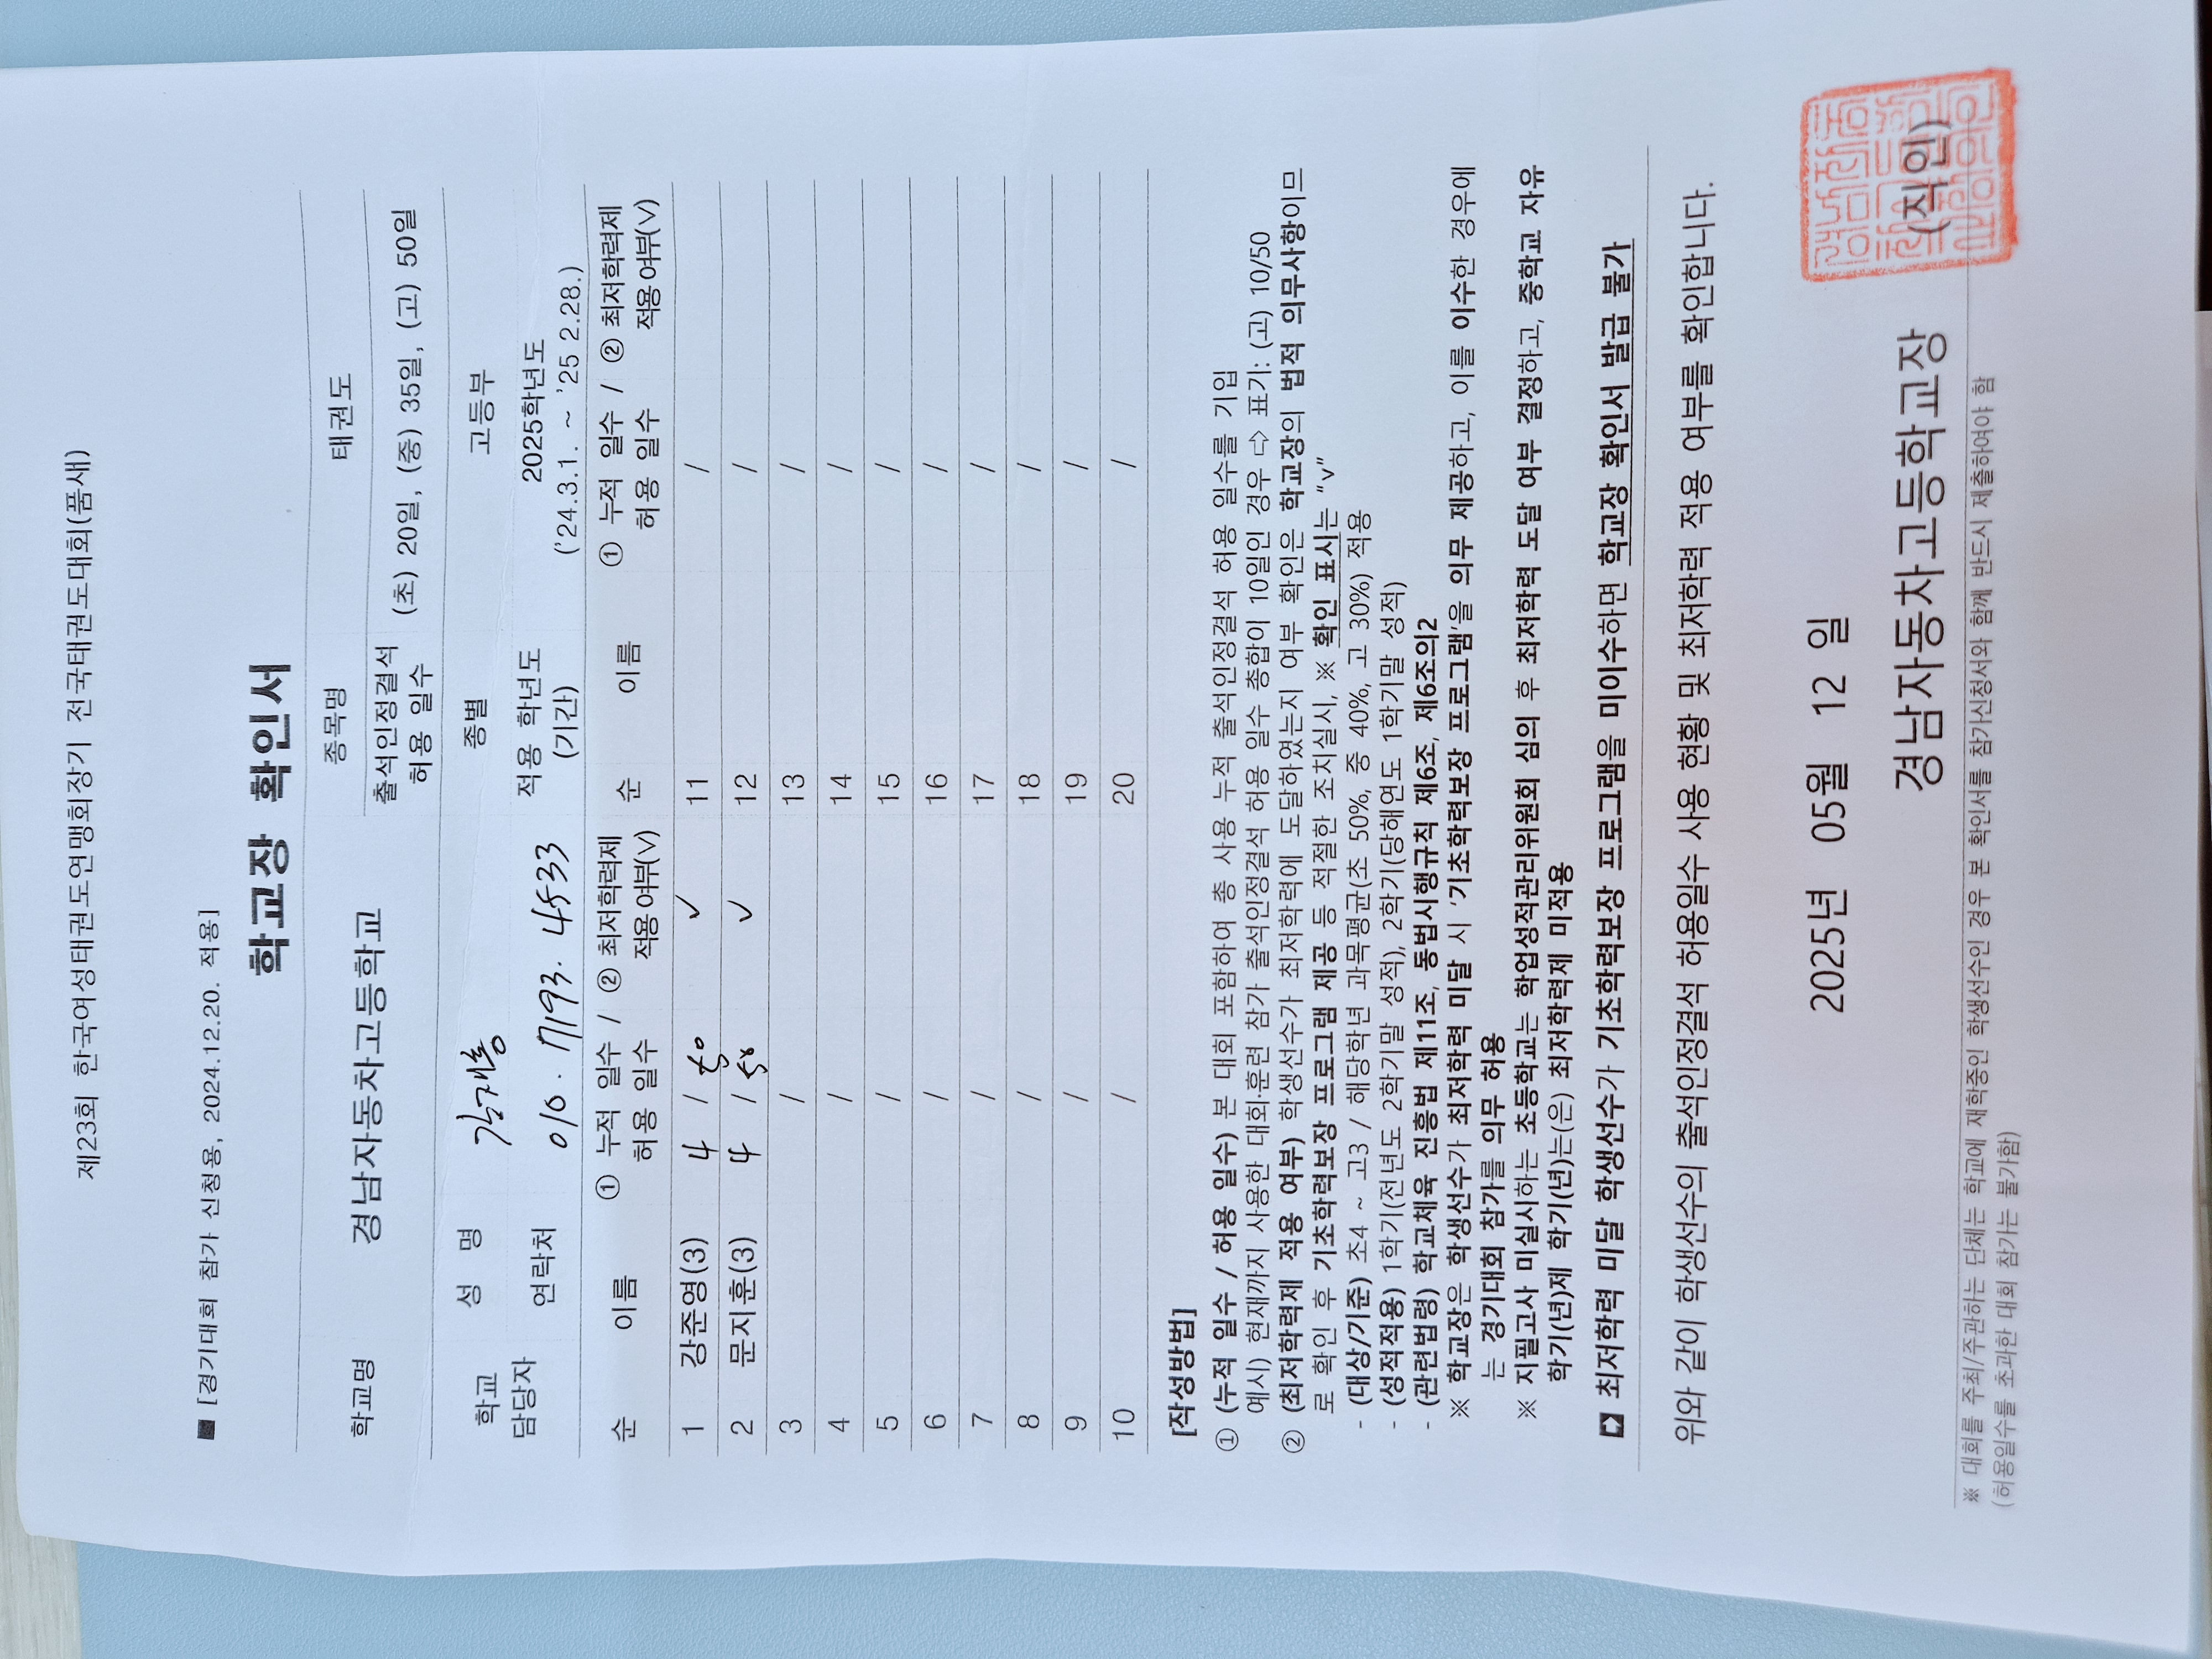 제23회 한국여성태권도연맹회장기 전국태권도대회(품새)
■ [경기대회 참가 신청용, 2024.12.20. 적용]
학교장 확인서
학교명 경남자동차고등학교 종목명 태권도
출석인정결석 허용 일수 (초) 20일, (중) 35일, (고) 50일
학교 담당자 성 명 종별 고등부
연락처 010. 7193. 4533 적용 학년도 (기간) 2025학년도 ('24.3.1. ~ '25 2.28.)
순 이름 ① 누적 일수 / 허용 일수 ② 최저학력제 적용여부(V) 순 이름 ① 누적 일수 / 허용 일수 ② 최저학력제 적용여부(V)
1 강준영(3) 4 / 50 ✓ 11 /
2 문지훈(3) 4 / 50 ✓ 12 /
3 / 13 /
4 / 14 /
5 / 15 /
6 / 16 /
7 / 17 /
8 / 18 /
9 / 19 /
10 / 20 /
[작성방법]
① (누적 일수 / 허용 일수) 본 대회 포함하여 총 사용 누적 출석인정결석 허용 일수를 기입
예시) 현재까지 사용한 대회·훈련 참가 출석인정결석 허용 일수 총합이 10일인 경우 ⇨ 표기: (고) 10/50
② (최저학력제 적용 여부) 학생선수가 최저학력에 도달하였는지 여부 확인은 학교장의 법적 의무사항이므
로 확인 후 기초학력보장 프로그램 제공 등 적절한 조치실시, ※ 확인 표시는 “v”
- (대상/기준) 초4 ~ 고3 / 해당학년 과목평균(초 50%, 중 40%, 고 30%) 적용
- (성적적용) 1학기(전년도 2학기말 성적), 2학기(당해연도 1학기말 성적)
- (관련법령) 학교체육 진흥법 제11조, 동법시행규칙 제6조, 제6조의2
※ 학교장은 학생선수가 최저학력 미달 시 '기초학력보장 프로그램'을 의무 제공하고, 이를 이수한 경우에
는 경기대회 참가를 의무 허용
※ 지필고사 미실시하는 초등학교는 학업성적관리위원회 심의 후 최저학력 도달 여부 결정하고, 중학교 자유
학기(년)제 학기(년)는(은) 최저학력제 미적용
최저학력 미달 학생선수가 기초학력보장 프로그램을 미이수하면 학교장 확인서 발급 불가
위와 같이 학생선수의 출석인정결석 허용일수 사용 현황 및 최저학력 적용 여부를 확인합니다.
2025년 05월 12 일
경남자동차고등학교장 (직인)
※ 대회를 주최/주관하는 단체는 학교에 재학중인 학생선수인 경우 본 확인서를 참가신청서와 함께 반드시 제출하여야 함
(허용일수를 초과한 대회 참가는 불가함)